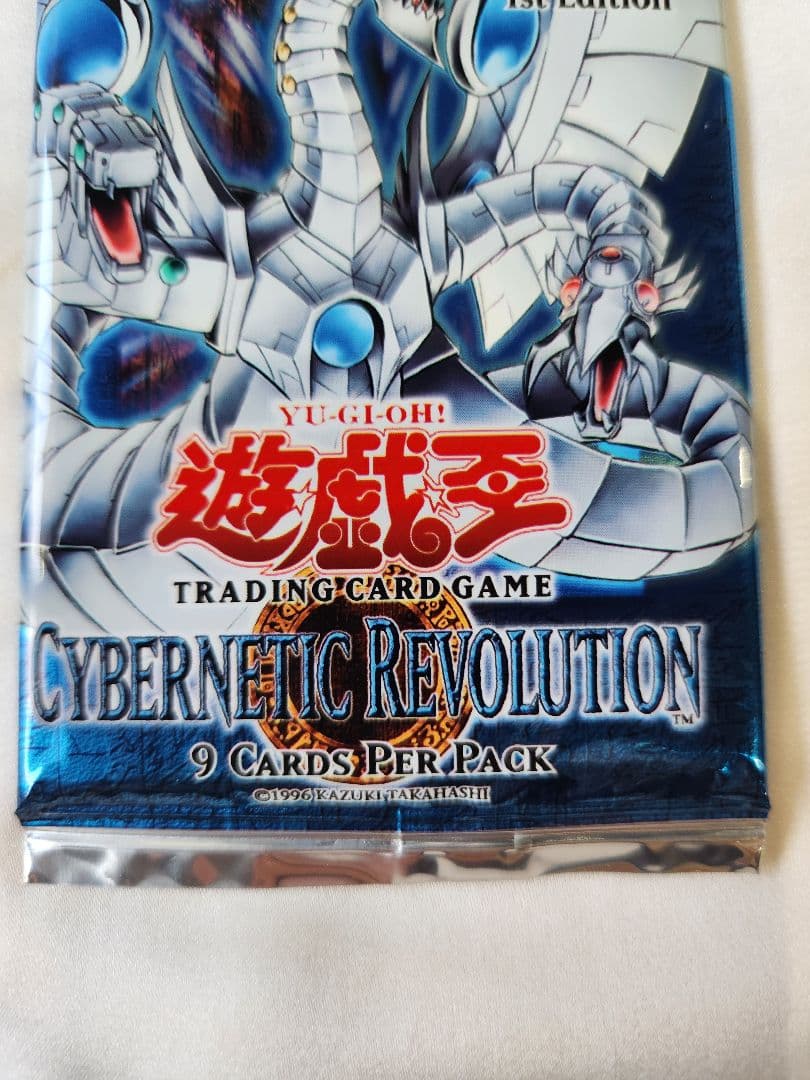 1st Edition
YU-GI-OH!
遊戯王
TRADING CARD GAME
CYBERNETIC REVOLUTION™
9 CARDS PER PACK
©1996 KAZUKI TAKAHASHI